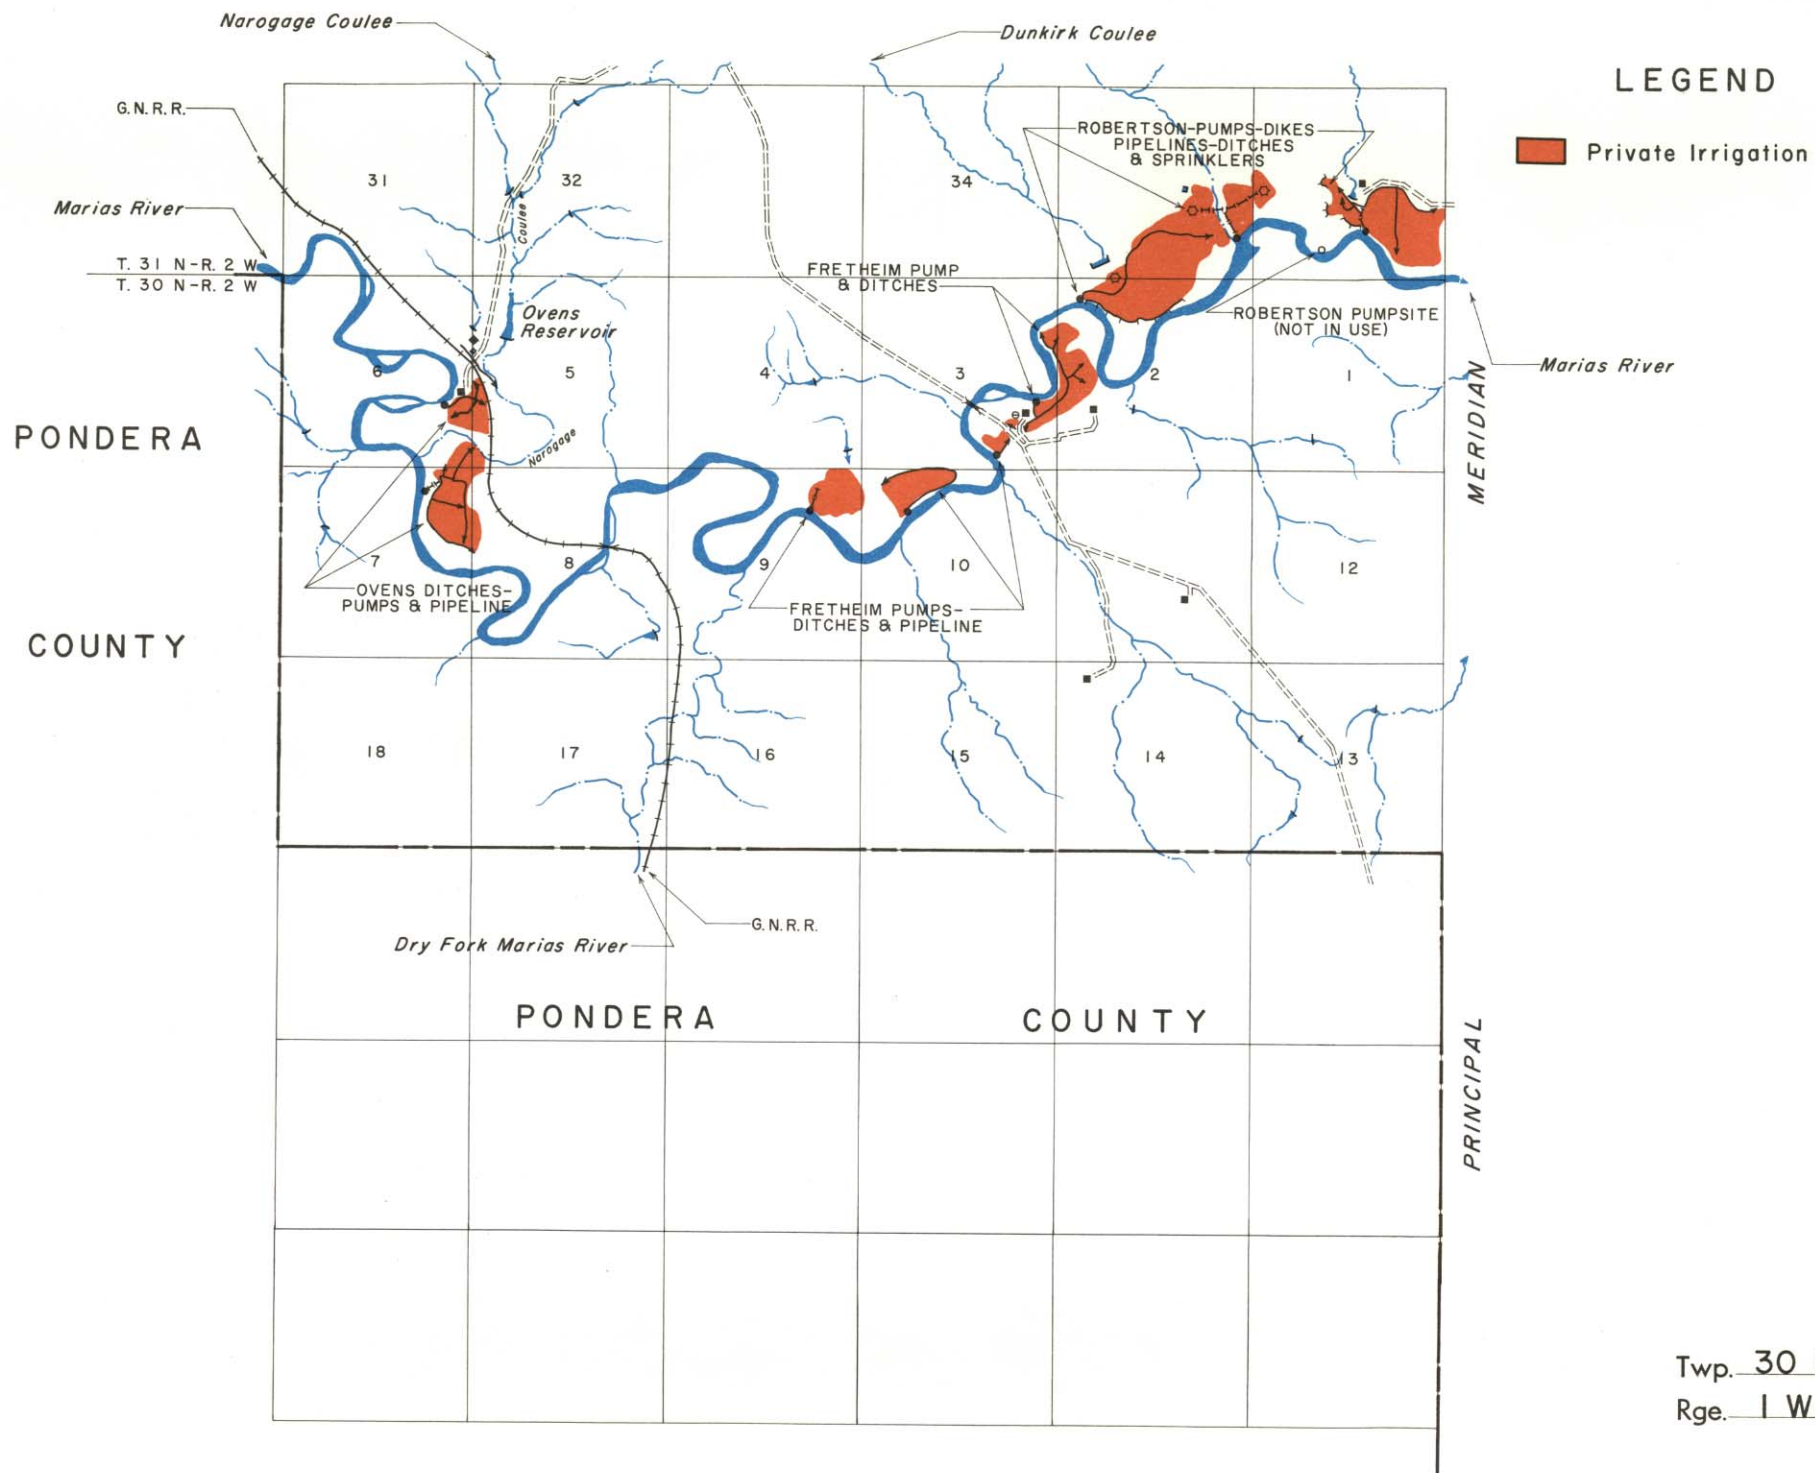 Narogage Coulee
Dunkirk Coulee
LEGEND
G.N.R.R.
ROBERTSON-PUMPS-DIKES
PIPELINES-DITCHES
& SPRINKLERS
Private Irrigation
31
32
34
Marias River
Coulee
T. 31 N-R. 2 W
T. 30 N-R. 2 W
FRETHEIM PUMP
& DITCHES
Ovens
Reservoir
ROBERTSON PUMPSITE
(NOT IN USE)
Marias River
6
5
4
3
2
1
MERIDIAN
PONDERA
Narogage
7
8
9
10
12
OVENS DITCHES-
PUMPS & PIPELINE
FRETHEIM PUMPS-
DITCHES & PIPELINE
COUNTY
18
17
16
15
14
13
G.N.R.R.
Dry Fork Marias River
PONDERA COUNTY
PRINCIPAL
Twp. 30
Rge. 1 W